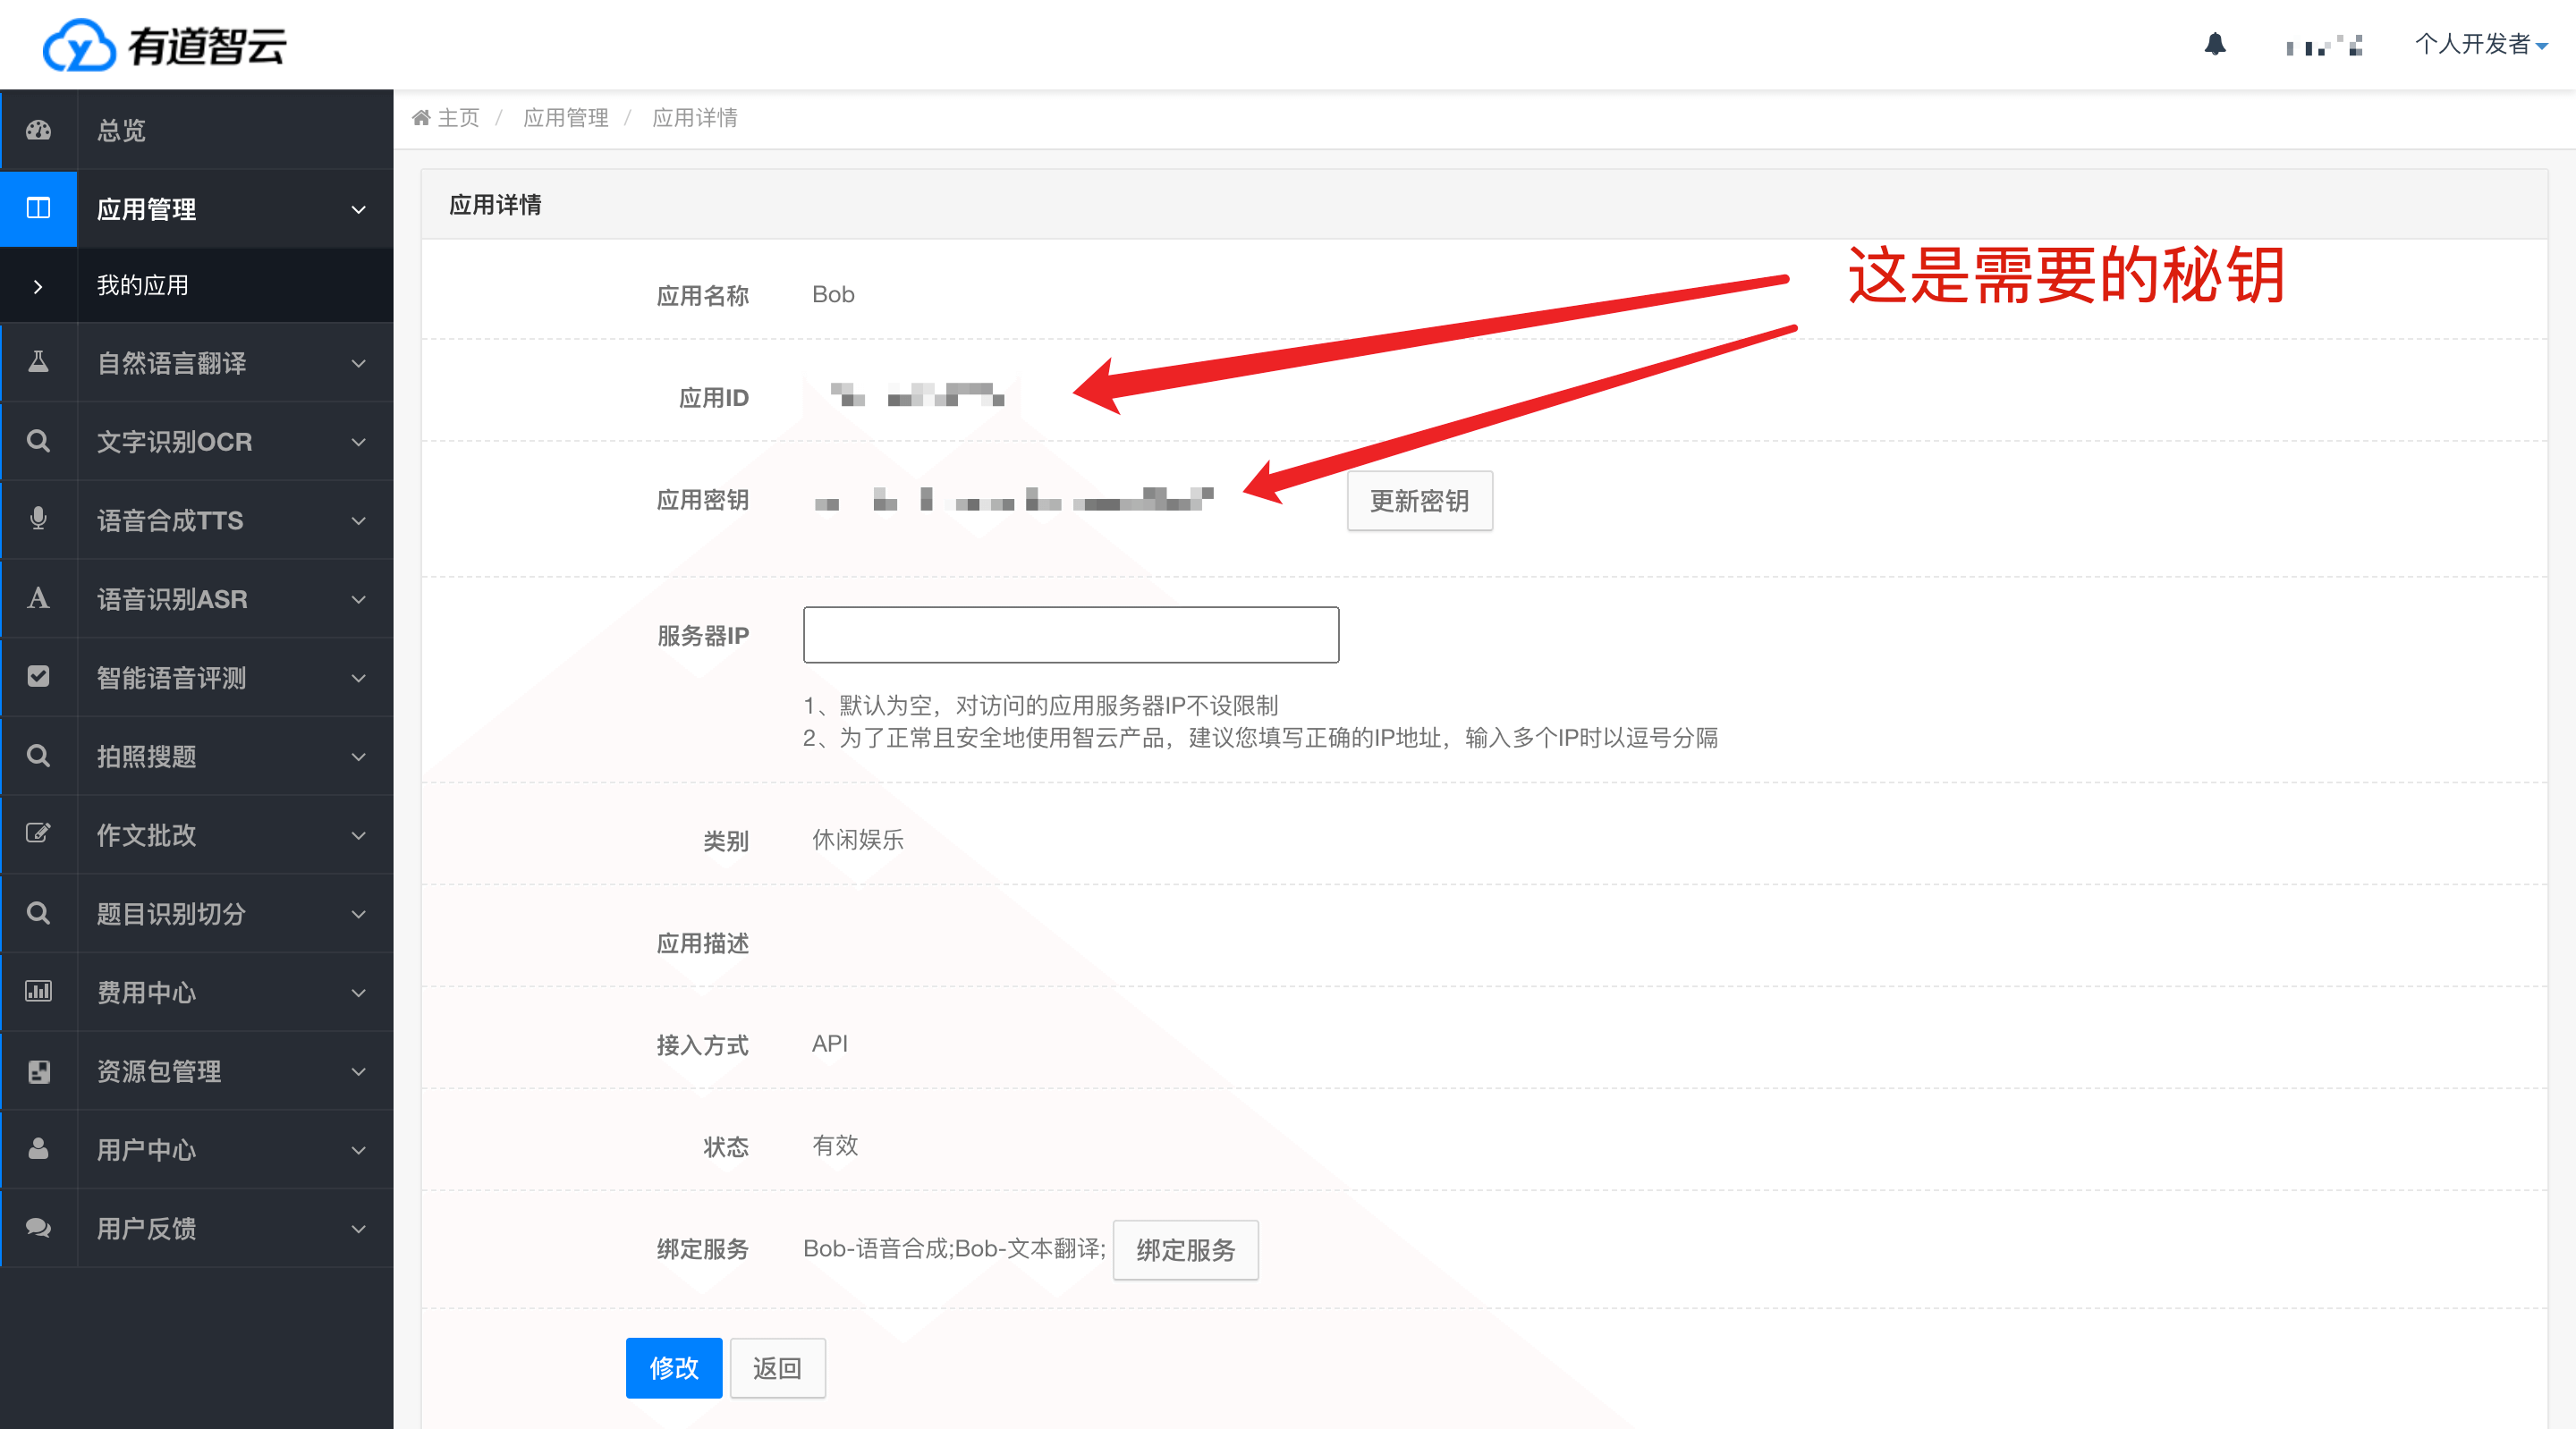 有道智云
个人开发者
总览
应用管理
我的应用
自然语言翻译
文字识别OCR
语音合成TTS
语音识别ASR
智能语音评测
拍照搜题
作文批改
题目识别切分
费用中心
资源包管理
用户中心
用户反馈
主页 / 应用管理 / 应用详情
应用详情
这是需要的秘钥
应用名称 Bob
应用ID
应用密钥 更新密钥
服务器IP
1、默认为空，对访问的应用服务器IP不设限制
2、为了正常且安全地使用智云产品，建议您填写正确的IP地址，输入多个IP时以逗号分隔
类别 休闲娱乐
应用描述
接入方式 API
状态 有效
绑定服务 Bob-语音合成;Bob-文本翻译; 绑定服务
修改 返回